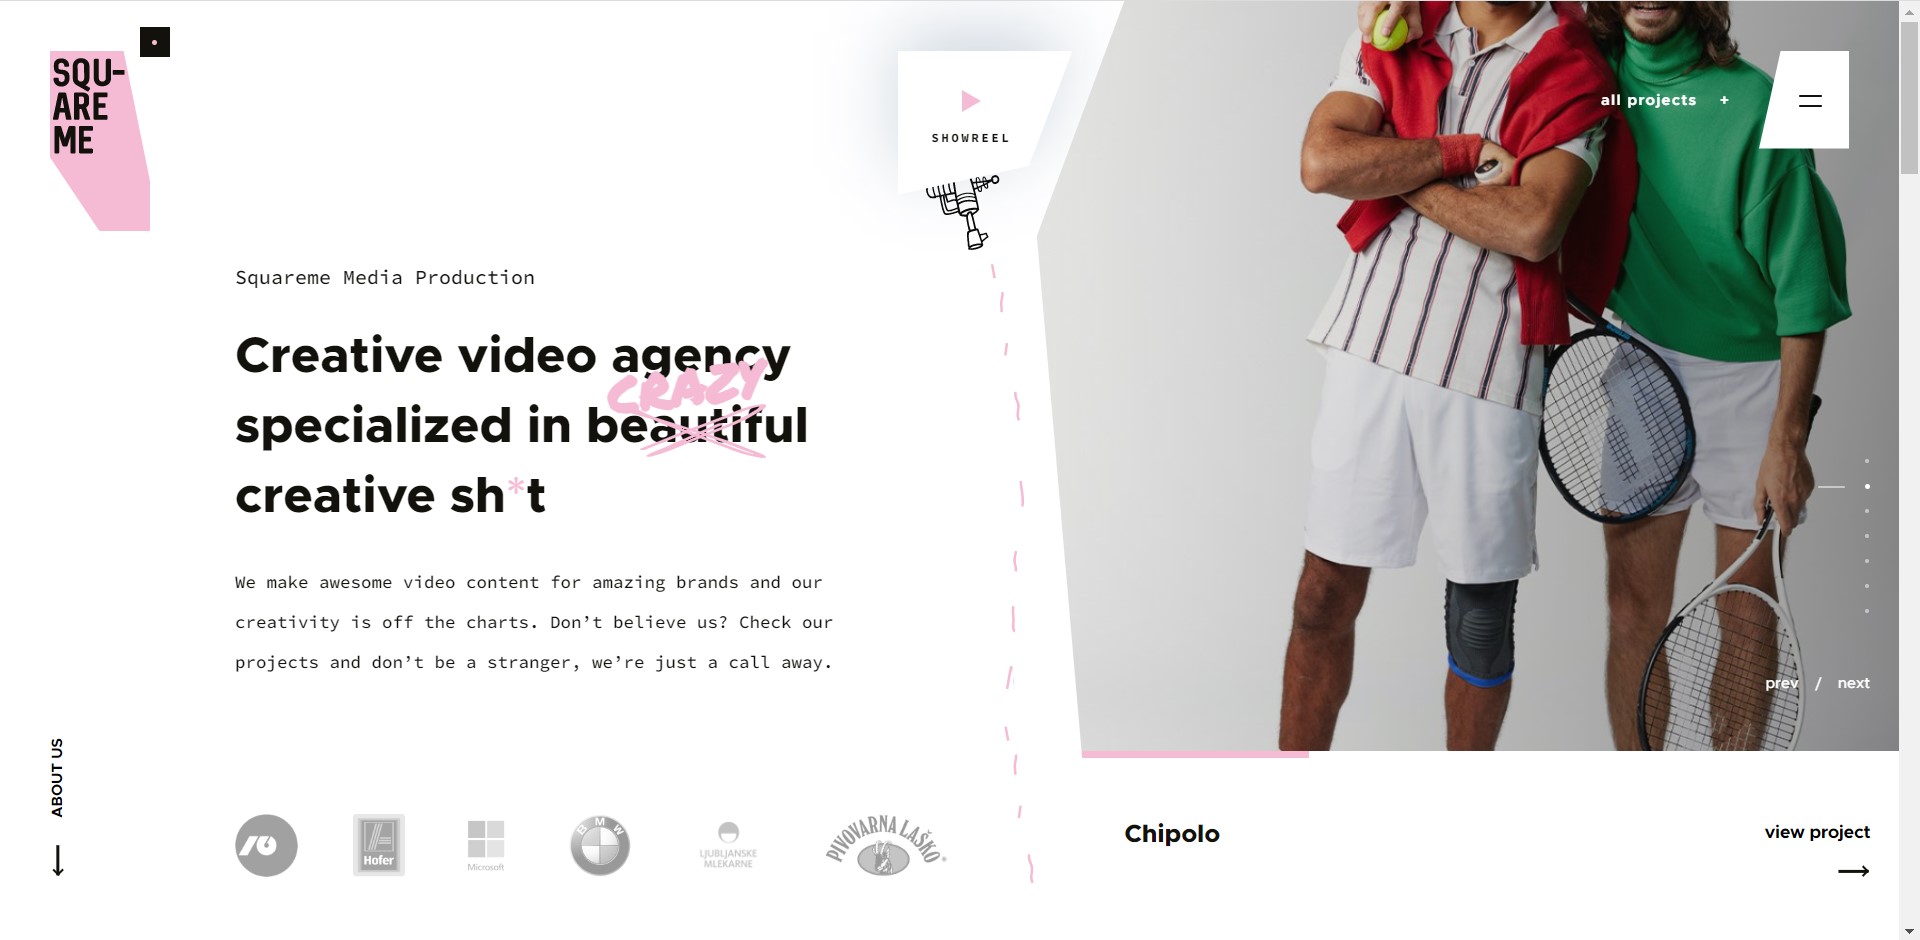 SQU-
ARE
ME
SHOWREEL
all projects +
Squareme Media Production
Creative video agency
CRAZY
specialized in beautiful
creative sh*t
We make awesome video content for amazing brands and our
creativity is off the charts. Don’t believe us? Check our
projects and don’t be a stranger, we’re just a call away.
prev / next
ABOUT US
Hofer
Microsoft
BMW
LJUBLJANSKE
MLEKARNE
PIVOVARNA LAŠKO
Chipolo
view project